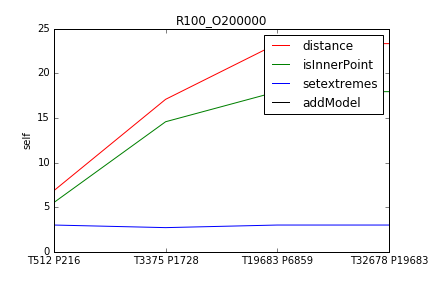 R100_O200000
25
distance
isInnerPoint
setextremes
addModel
20
15
self
10
5
0
T512 P216
T3375 P1728
T19683 P6859
T32678 P19683